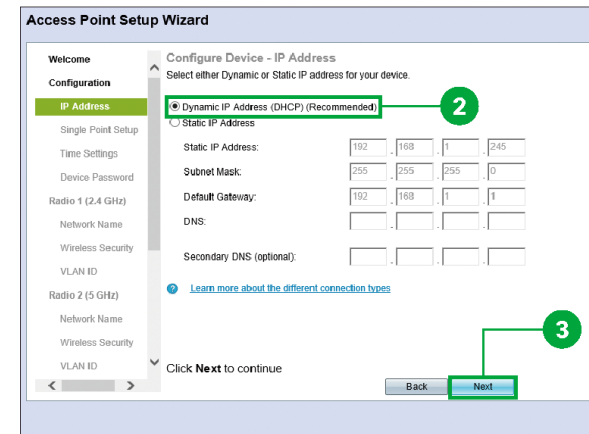 Access Point Setup Wizard
Welcome
Configuration
IP Address
Single Point Setup
Time Settings
Device Password
Radio 1 (2.4 GHz)
Network Name
Wireless Security
VLAN ID
Radio 2 (5 GHz)
Network Name
Wireless Security
VLAN ID
Configure Device - IP Address
Select either Dynamic or Static IP address for your device.
Dynamic IP Address (DHCP) (Recommended)
2
Static IP Address
Static IP Address: 192 . 168 . 1 . 245
Subnet Mask: 255 . 255 . 255 . 0
Default Gateway: 192 . 168 . 1 . 1
DNS: . . .
Secondary DNS (optional): . . .
? Learn more about the different connection types
3
Click Next to continue
Back Next